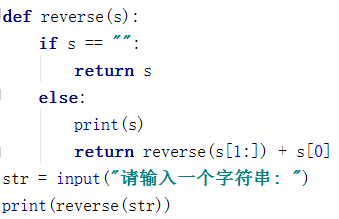 def reverse(s):
    if s == "":
        return s
    else:
        print(s)
        return reverse(s[1:]) + s[0]
str = input("请输入一个字符串: ")
print(reverse(str))